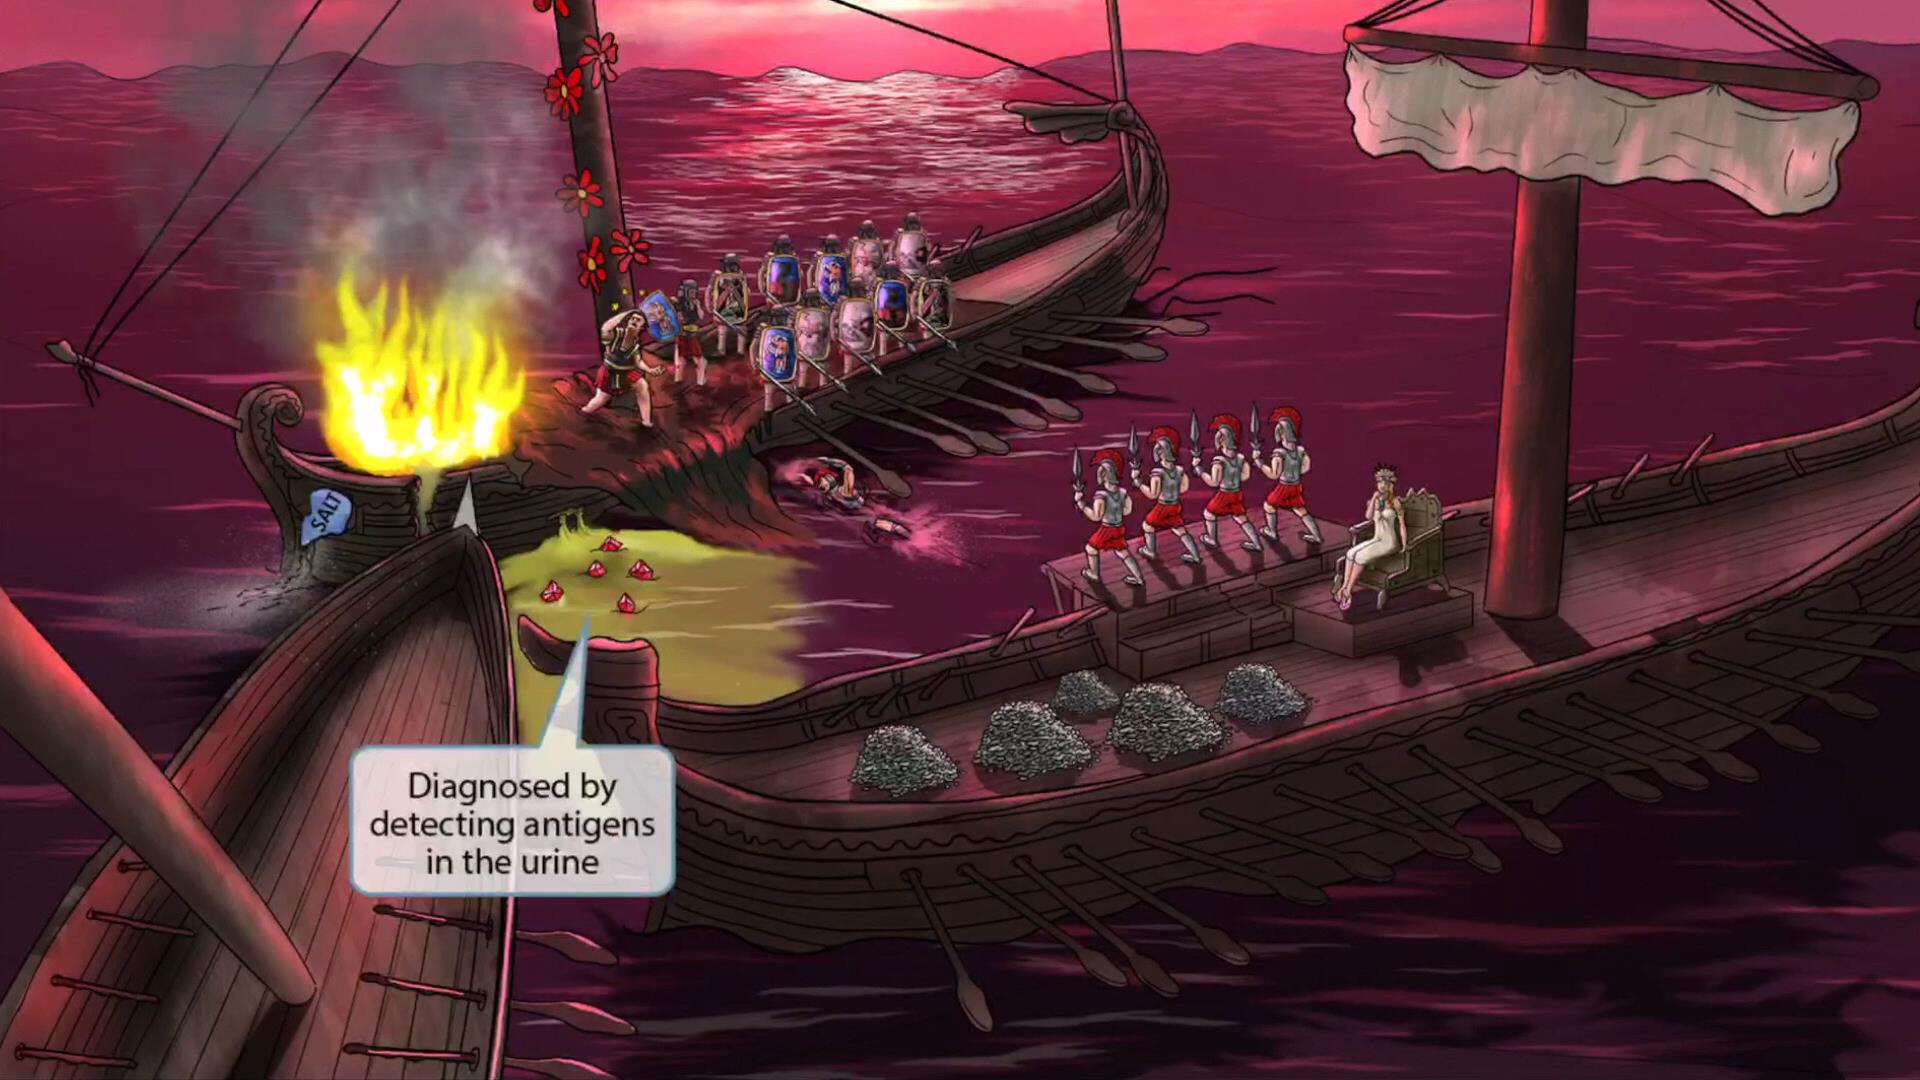 SALT
Diagnosed by
detecting antigens
in the urine